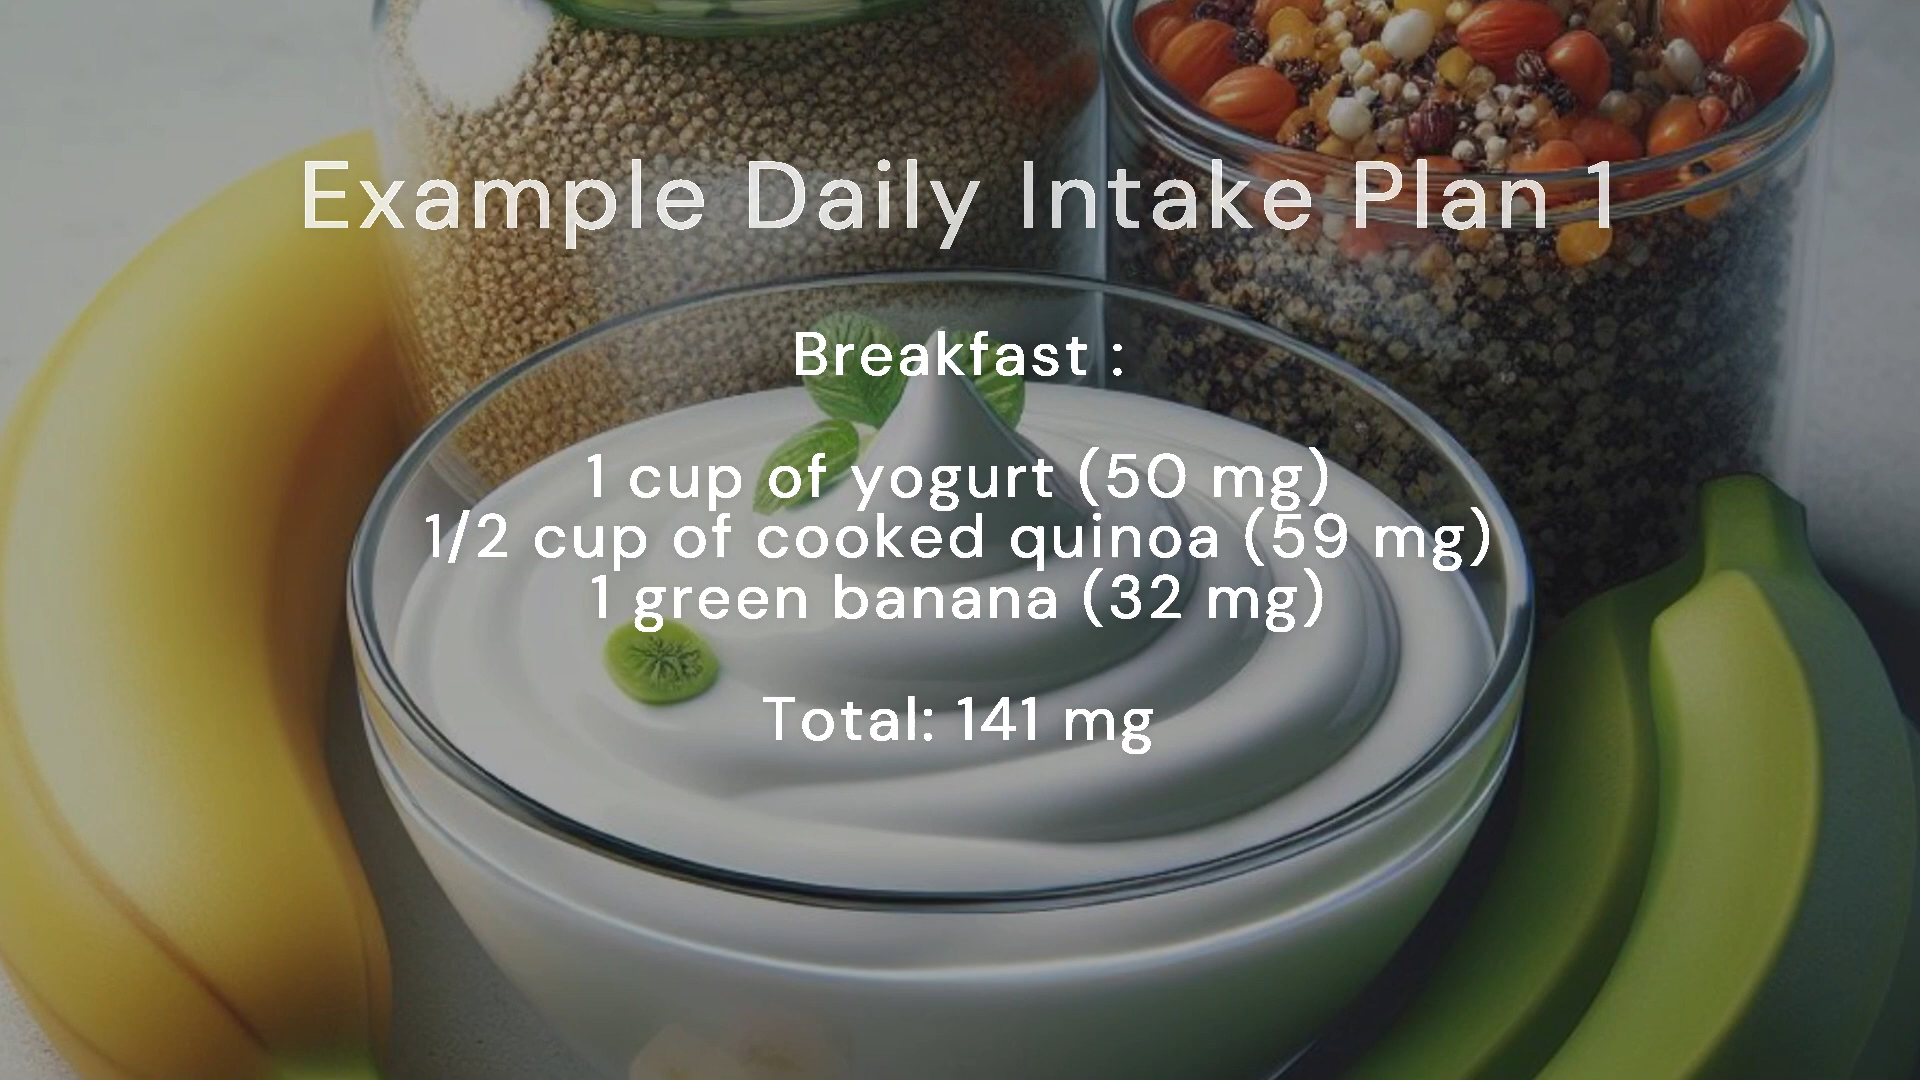 Example Daily Intake Plan 1
Breakfast :
1 cup of yogurt (50 mg)
1/2 cup of cooked quinoa (59 mg)
1 green banana (32 mg)
Total: 141 mg